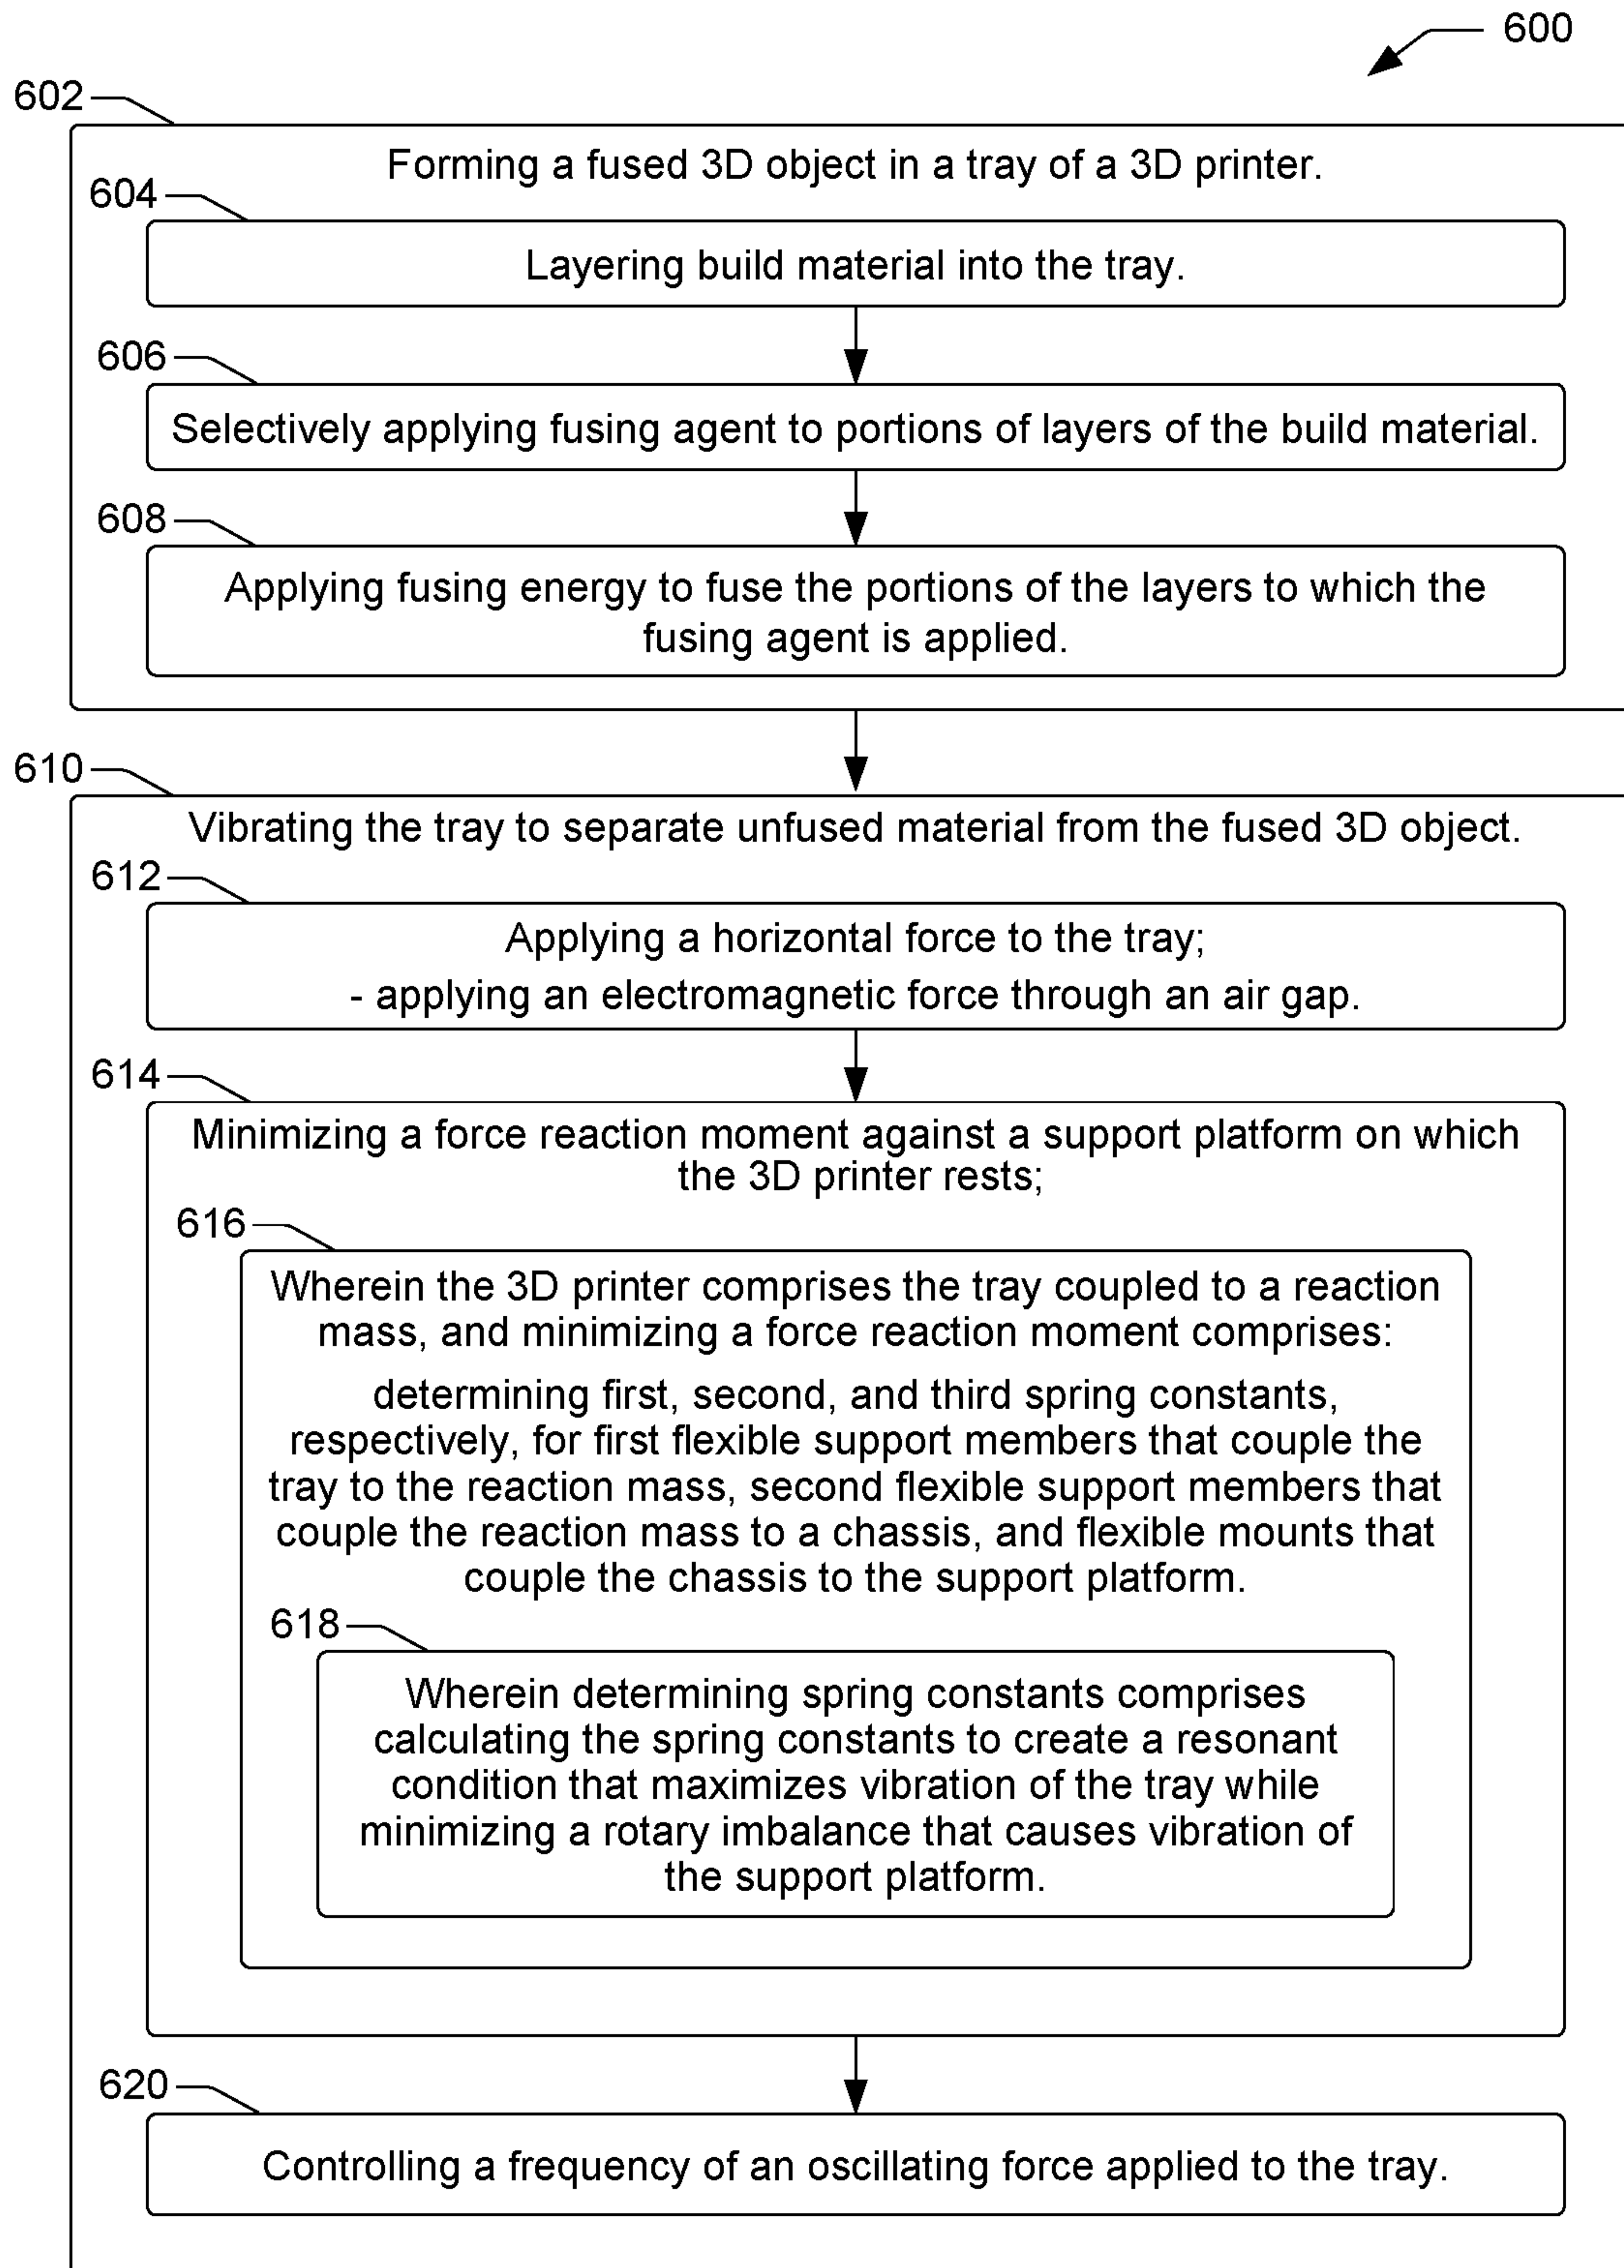 600
602
Forming a fused 3D object in a tray of a 3D printer.
604
Layering build material into the tray.
606
Selectively applying fusing agent to portions of layers of the build material.
608
Applying fusing energy to fuse the portions of the layers to which the
fusing agent is applied.
610
Vibrating the tray to separate unfused material from the fused 3D object.
612
Applying a horizontal force to the tray;
- applying an electromagnetic force through an air gap.
614
Minimizing a force reaction moment against a support platform on which
the 3D printer rests;
616
Wherein the 3D printer comprises the tray coupled to a reaction
mass, and minimizing a force reaction moment comprises:
determining first, second, and third spring constants,
respectively, for first flexible support members that couple the
tray to the reaction mass, second flexible support members that
couple the reaction mass to a chassis, and flexible mounts that
couple the chassis to the support platform.
618
Wherein determining spring constants comprises
calculating the spring constants to create a resonant
condition that maximizes vibration of the tray while
minimizing a rotary imbalance that causes vibration of
the support platform.
620
Controlling a frequency of an oscillating force applied to the tray.